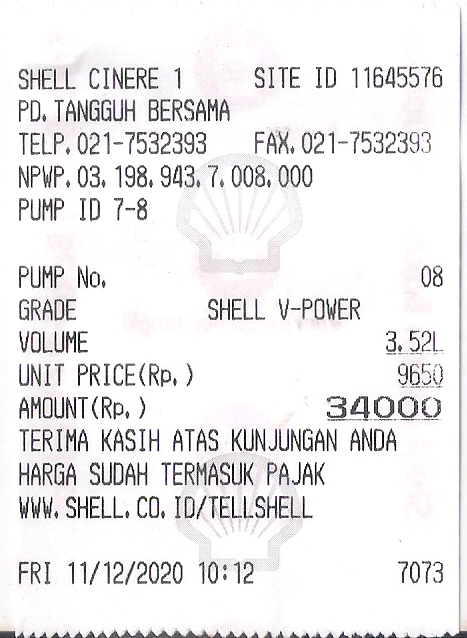 SHELL CINERE 1 SITE ID 11645576
PD. TANGGUH BERSAMA
TELP. 021-7532393 FAX. 021-7532393
NPWP. 03. 198. 943. 7. 008. 000
PUMP ID 7-8
PUMP No. 08
GRADE SHELL V-POWER
VOLUME 3.52L
UNIT PRICE(Rp.) 9650
AMOUNT(Rp.) 34000
TERIMA KASIH ATAS KUNJUNGAN ANDA
HARGA SUDAH TERMASUK PAJAK
WWW. SHELL. CO. ID/TELLSHELL
FRI 11/12/2020 10:12 7073